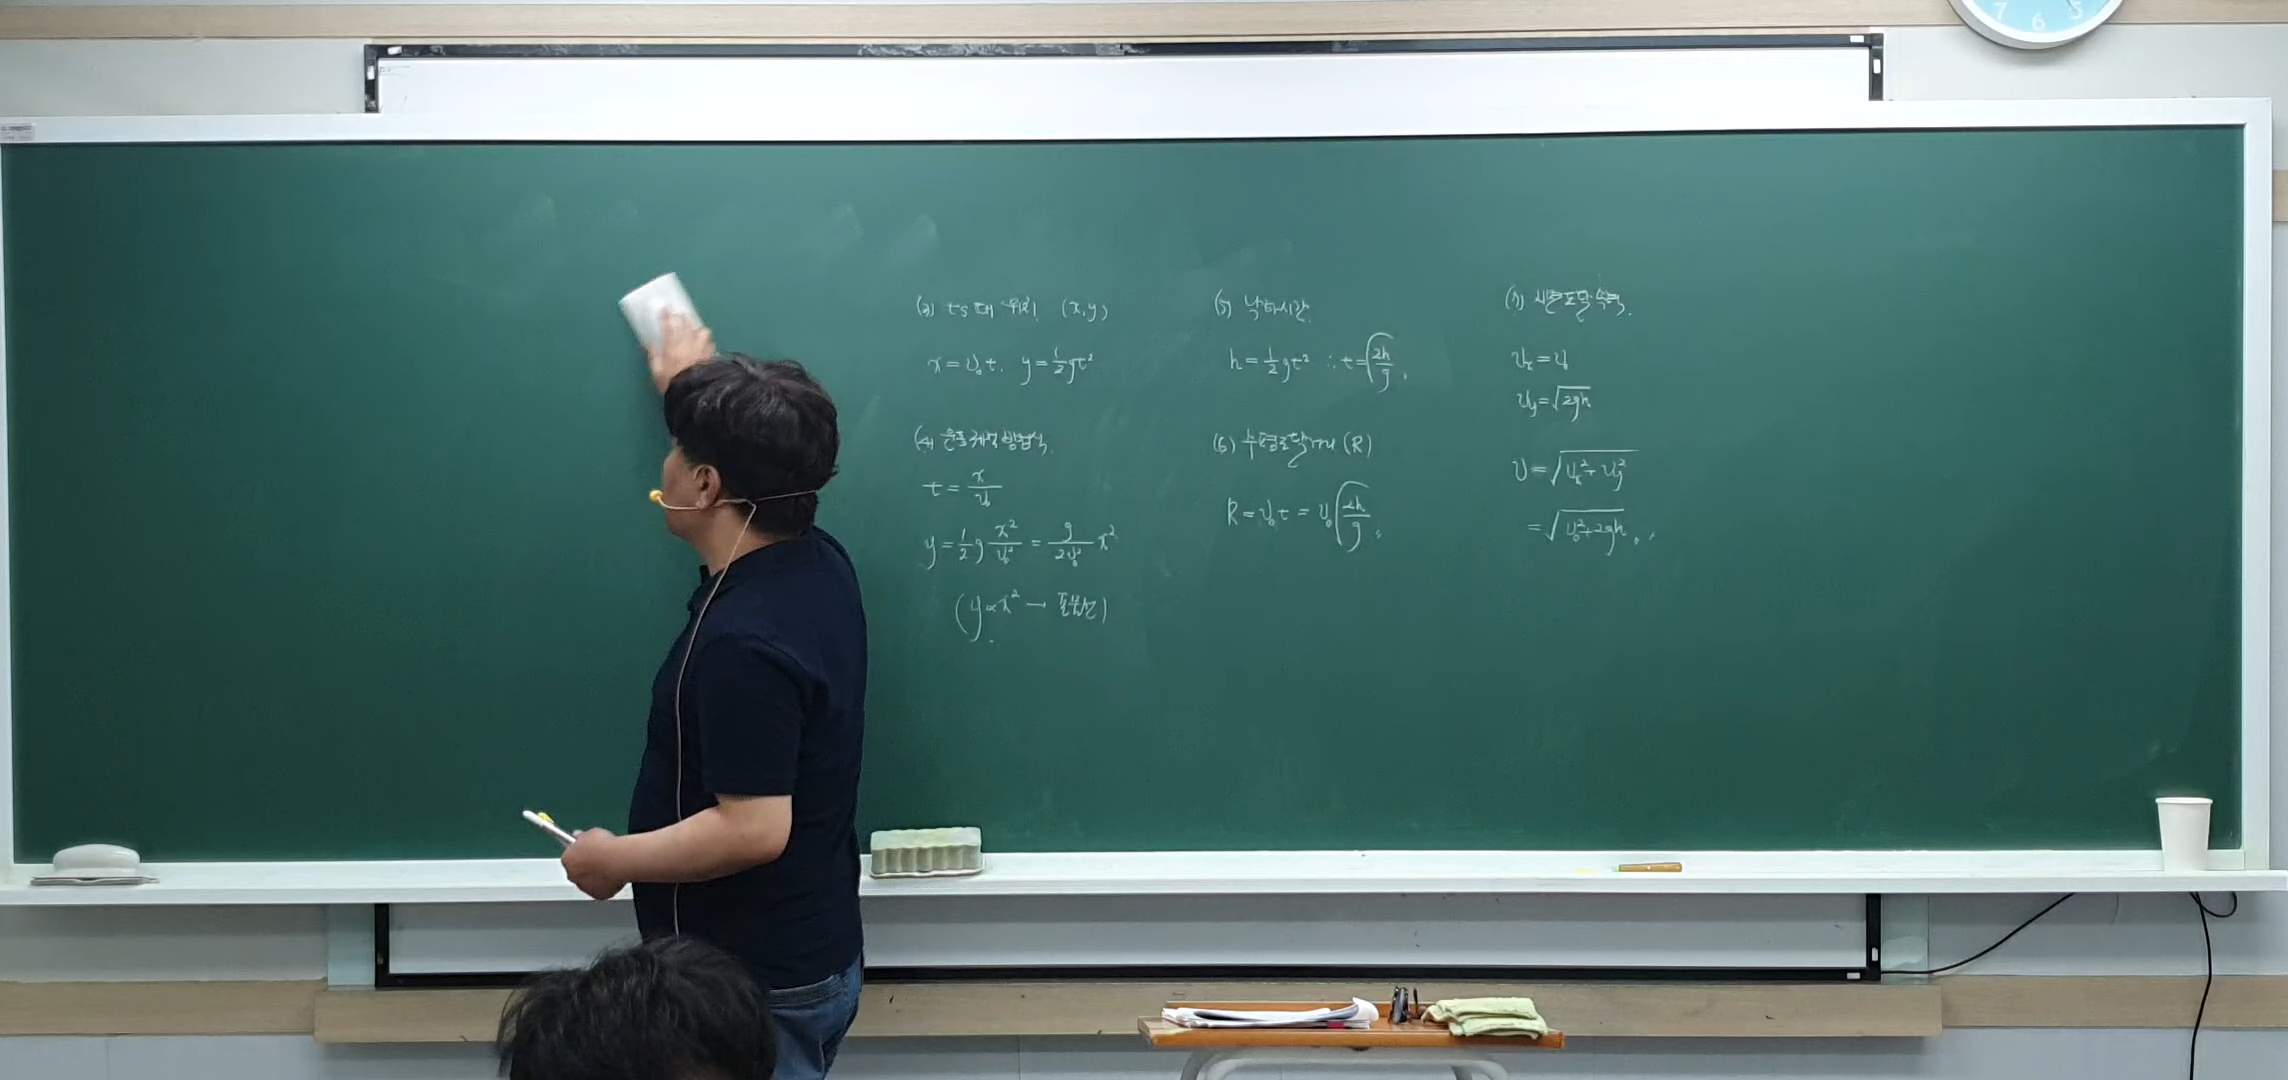 (3) t초 때 위치 (x,y)
x = v₀t. y = ½gt²
(4) 운동궤적 방정식.
t = x/v₀
y = ½g x²/v₀² = g/2v₀² x²
(y ∝ x² → 포물선)
(5) 낙하시간.
h = ½gt² ∴ t = √(2h/g).
(6) 수평도달거리 (R)
R = v₀t = v₀√(2h/g).
(7) 지면도달속력.
vₓ = v₀
v_y = √2gh
v = √(vₓ² + v_y²)
= √(v₀² + 2gh).
7 6 5